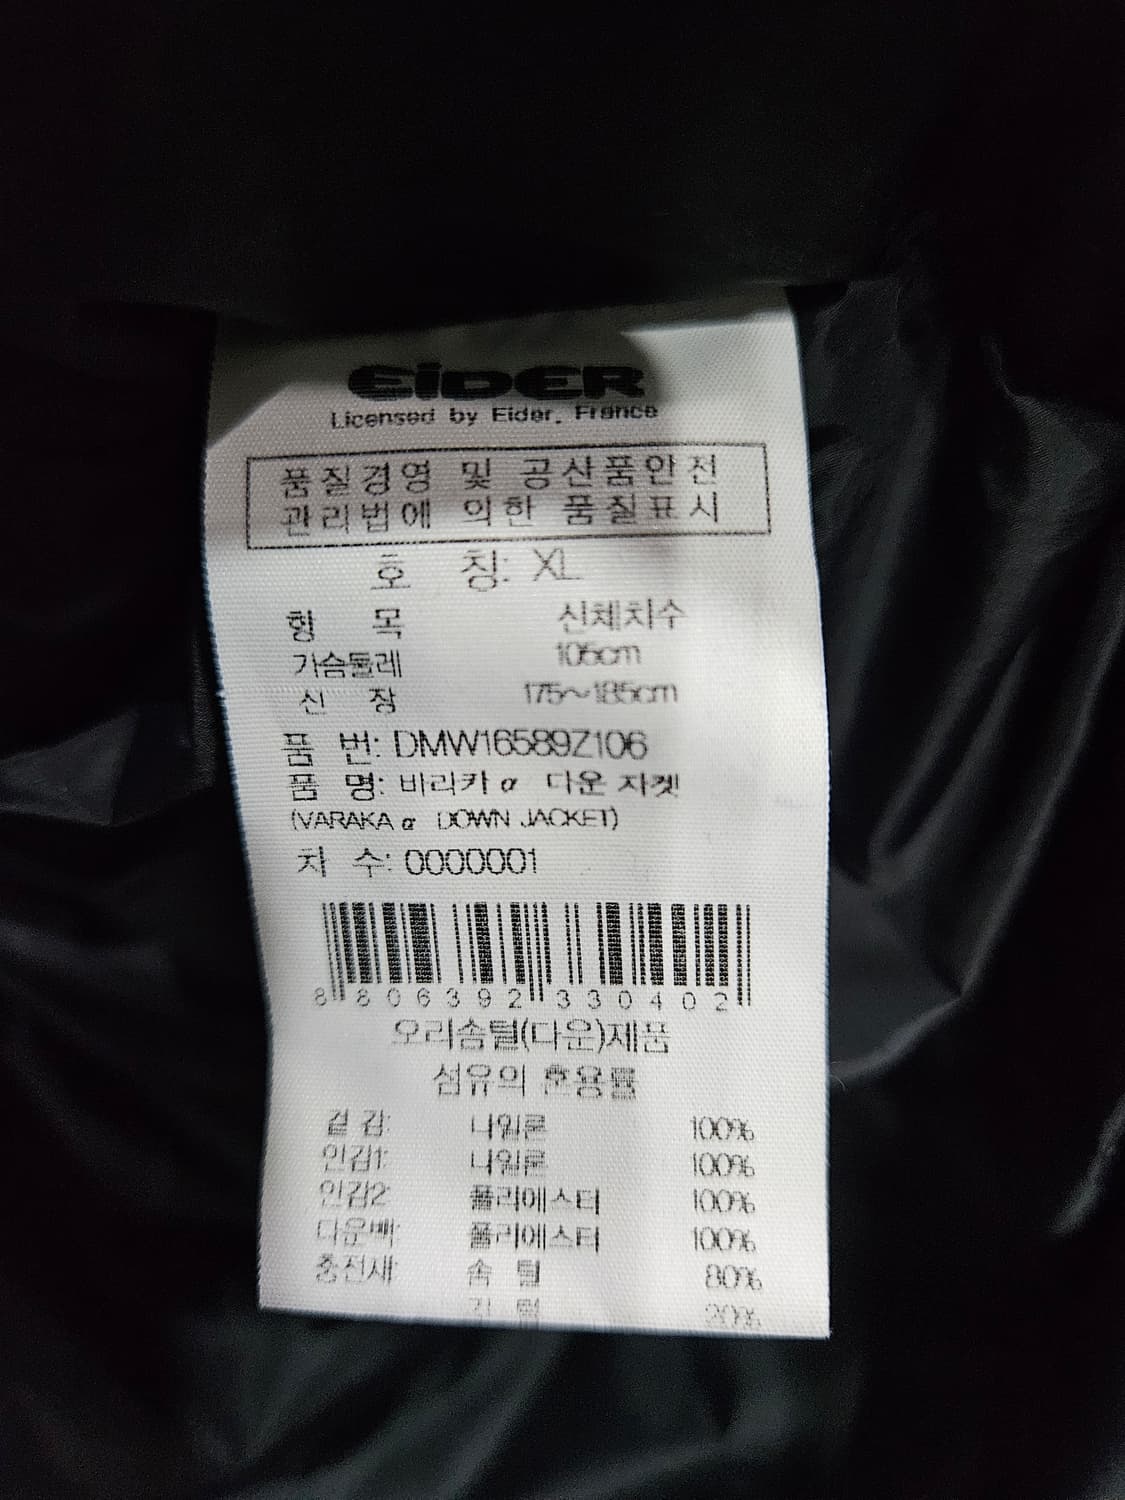 EIDER
Licensed by Eider, France
품질경영 및 공산품안전
관리법에 의한 품질표시
호 칭: XL
항 목 신체치수
가슴둘레 105cm
신 장 175~185cm
품 번: DMW16589Z106
품 명: 바라카 α 다운 자켓
(VARAKA α DOWN JACKET)
차 수: 0000001
8 806392 330402
오리솜털(다운)제품
섬유의 혼용률
겉감: 나일론 100%
안감1: 나일론 100%
안감2: 폴리에스터 100%
다운백: 폴리에스터 100%
충전재: 솜 털 80%
깃 털 20%